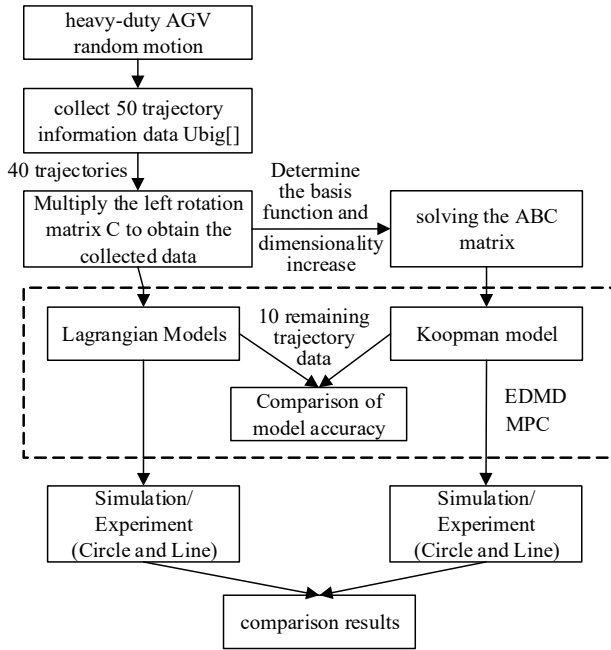 heavy-duty AGV
random motion
collect 50 trajectory
information data Ubig[]
40 trajectories
Multiply the left rotation
matrix C to obtain the
collected data
Determine
the basis
function and
dimensionality
increase
solving the ABC
matrix
Lagrangian Models
10 remaining
trajectory
data
Koopman model
Comparison of
model accuracy
EDMD
MPC
Simulation/
Experiment
(Circle and Line)
Simulation/
Experiment
(Circle and Line)
comparison results